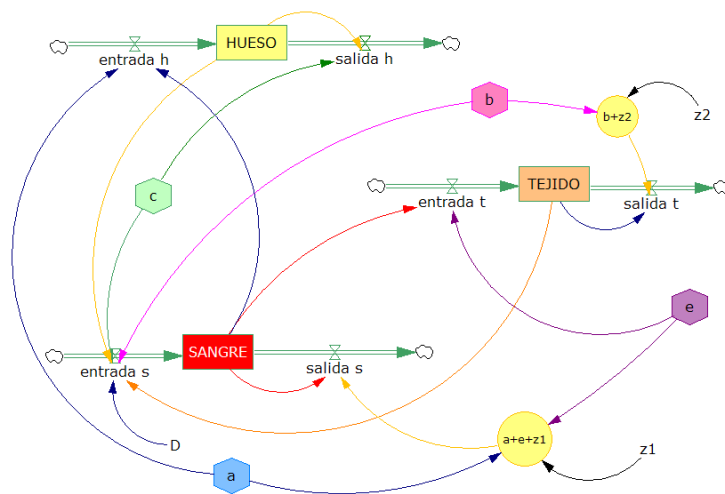 HUESO
entrada h
salida h
b
b+z2
z2
c
TEJIDO
entrada t
salida t
e
SANGRE
entrada s
salida s
a+e+z1
D
z1
a